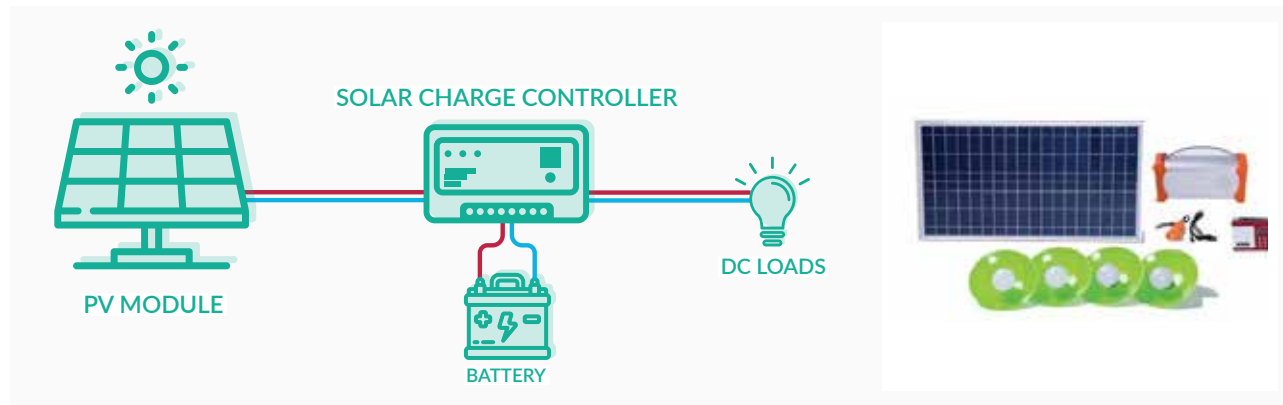 SOLAR CHARGE CONTROLLER
PV MODULE
DC LOADS
BATTERY